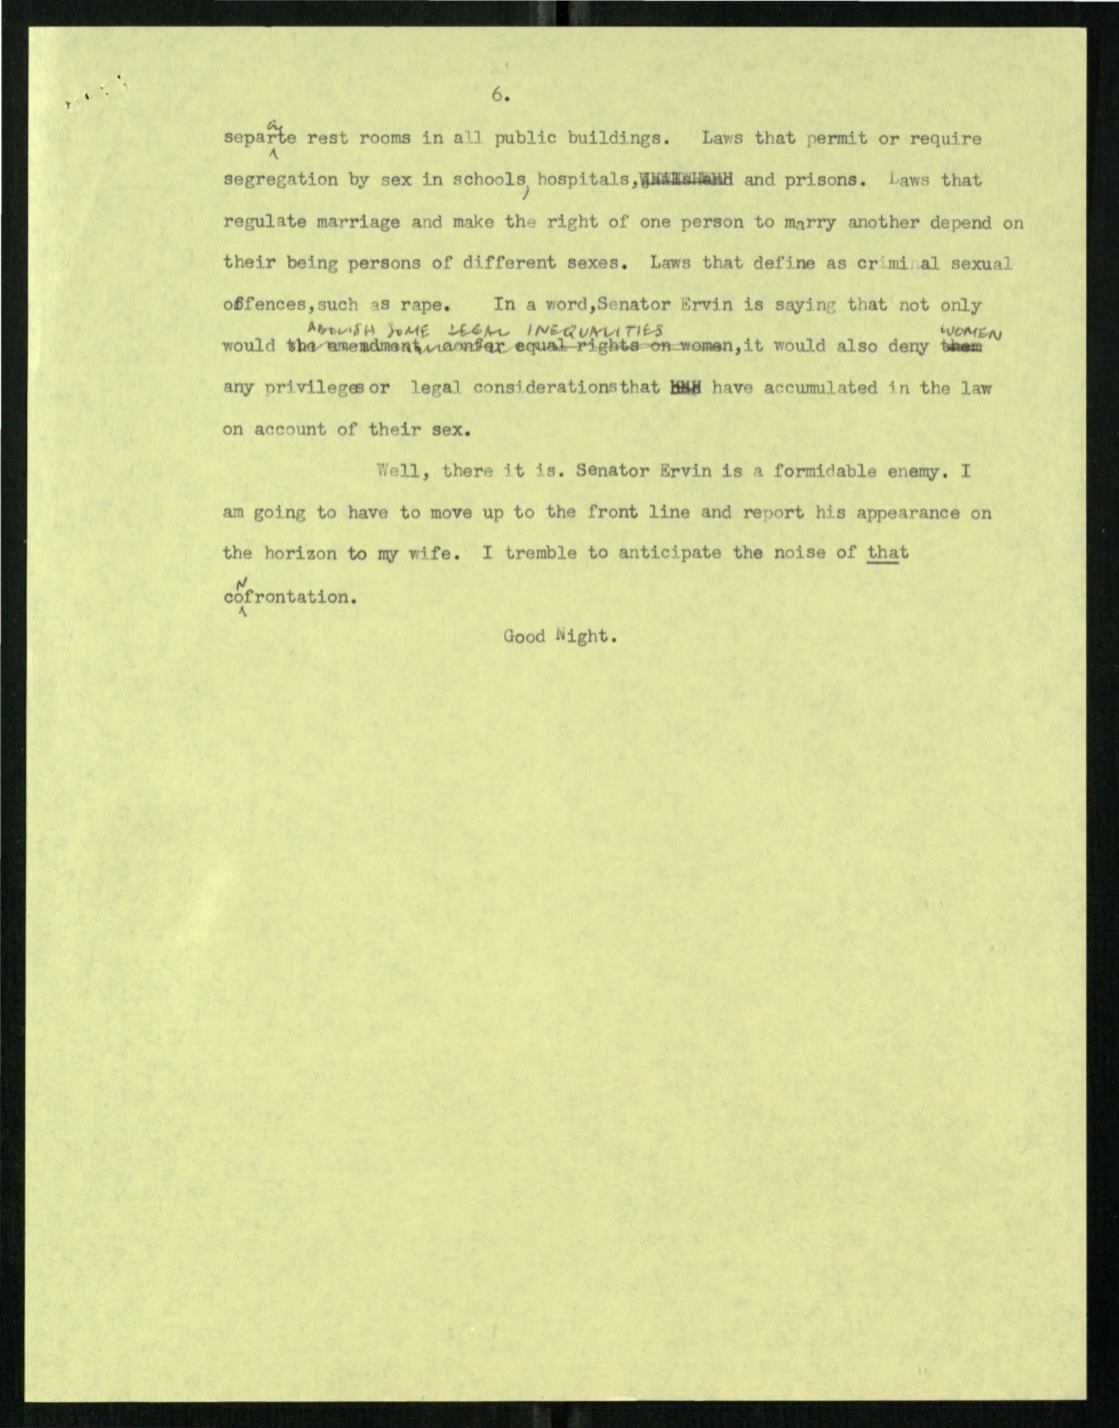 6.
separate rest rooms in all public buildings. Laws that permit or require
segregation by sex in schools, hospitals, and prisons. Laws that
regulate marriage and make the right of one person to marry another depend on
their being persons of different sexes. Laws that define as criminal sexual
offences,such as rape. In a word,Senator Ervin is saying that not only
ABOLISH SOME LEGAL INEQUALITIES WOMEN
would the amendment confer equal rights on women,it would also deny them
any privileges or legal considerations that have accumulated in the law
on account of their sex.
Well, there it is. Senator Ervin is a formidable enemy. I
am going to have to move up to the front line and report his appearance on
the horizon to my wife. I tremble to anticipate the noise of that
confrontation.
Good Night.